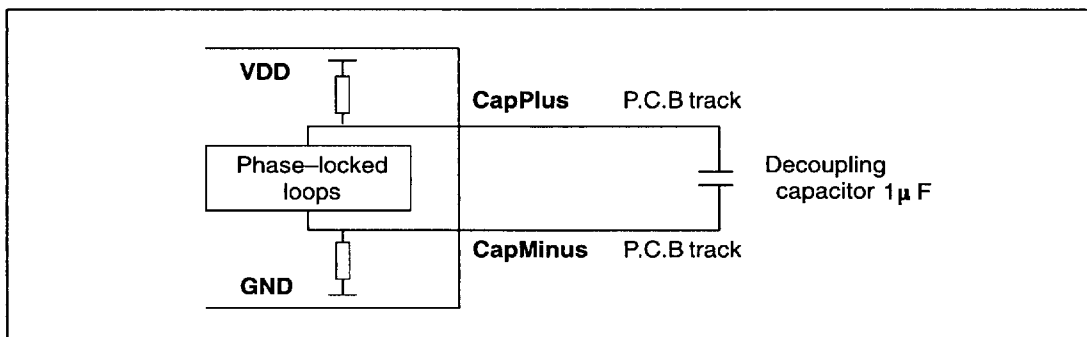 VDD
CapPlus P.C.B track
Phase–locked
loops
Decoupling
capacitor 1µ F
CapMinus P.C.B track
GND